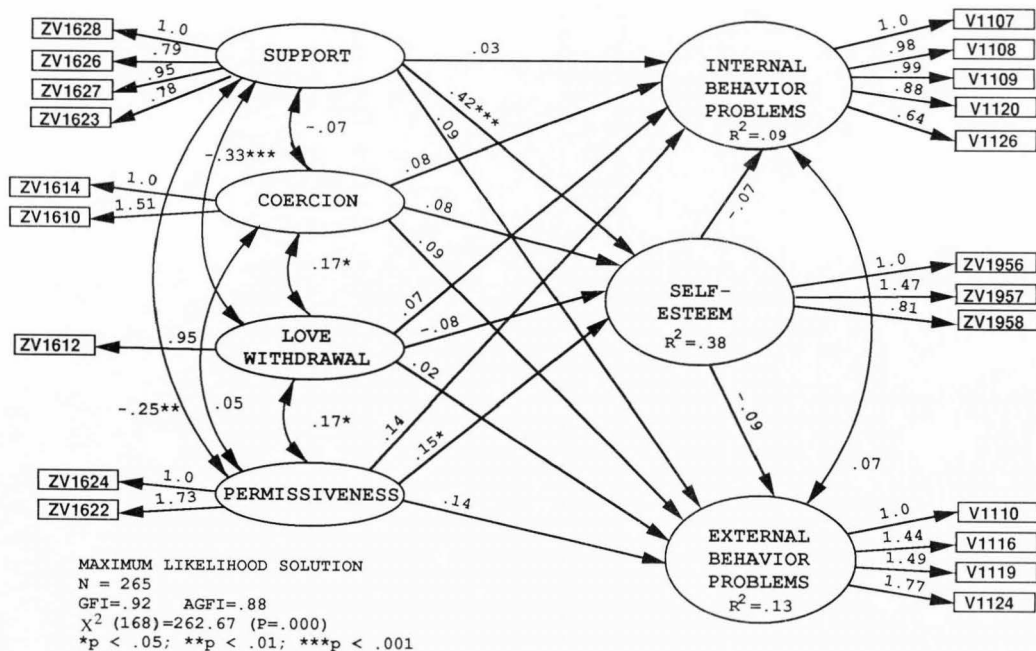 ZV1628
ZV1626
ZV1627
ZV1623
1.0
.79
.95
.78
SUPPORT
.03
.42***
.09
-.07
-.33***
ZV1614
ZV1610
1.0
1.51
COERCION
.08
.08
.09
.17*
ZV1612
.95
LOVE
WITHDRAWAL
.07
-.08
.02
-.25**
.05
.17*
ZV1624
ZV1622
1.0
1.73
PERMISSIVENESS
.14
.15*
.14
INTERNAL
BEHAVIOR
PROBLEMS
R²=.09
1.0
.98
.99
.88
.64
V1107
V1108
V1109
V1120
V1126
-.07
SELF-
ESTEEM
R²=.38
1.0
1.47
.81
ZV1956
ZV1957
ZV1958
-.09
.07
EXTERNAL
BEHAVIOR
PROBLEMS
R²=.13
1.0
1.44
1.49
1.77
V1110
V1116
V1119
V1124
MAXIMUM LIKELIHOOD SOLUTION
N = 265
GFI=.92 AGFI=.88
X² (168)=262.67 (P=.000)
*p < .05; **p < .01; ***p < .001